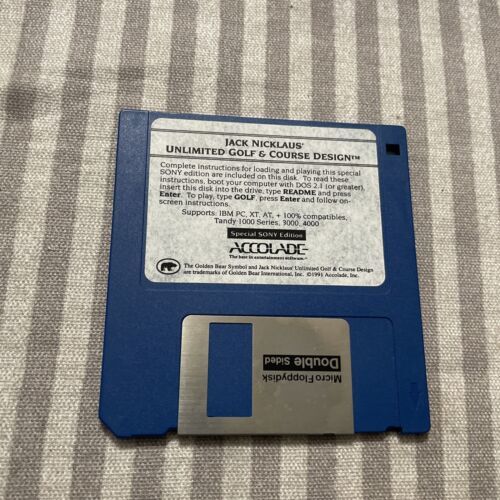 JACK NICKLAUS'
UNLIMITED GOLF & COURSE DESIGN™
Complete instructions for loading and playing this special
SONY edition are included on this disk. To read these
instructions, boot your computer with DOS 2.1 (or greater),
insert this disk into the drive, type README and press
Enter. To play, type GOLF, press Enter and follow on-
screen instructions.
Supports: IBM PC, XT, AT, + 100% compatibles,
Tandy 1000 Series, 3000, 4000
Special SONY Edition
ACCOLADE™
The best in entertainment software.™
The Golden Bear Symbol and Jack Nicklaus' Unlimited Golf & Course Design
are trademarks of Golden Bear International, Inc. ©1991 Accolade, Inc.
Micro Floppydisk
Double Sided